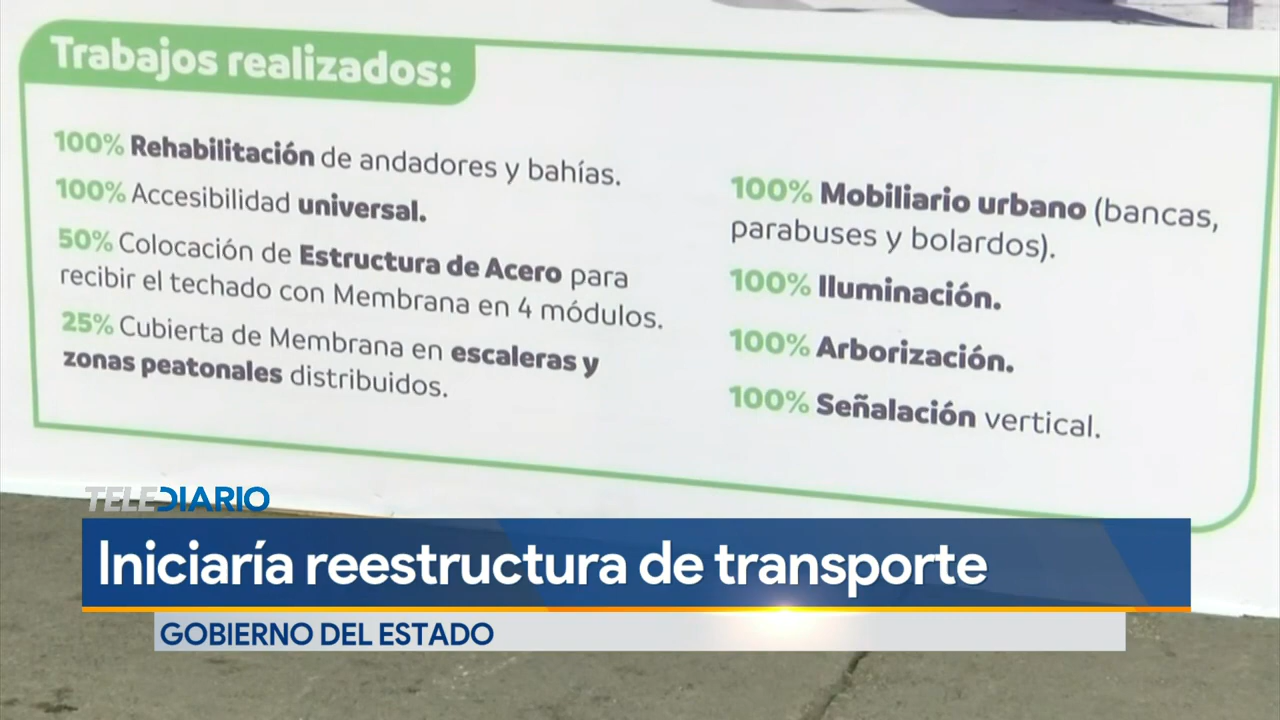 Trabajos realizados:
100% Rehabilitación de andadores y bahías.
100% Accesibilidad universal.
50% Colocación de Estructura de Acero para
recibir el techado con Membrana en 4 módulos.
25% Cubierta de Membrana en escaleras y
zonas peatonales distribuidos.
100% Mobiliario urbano (bancas,
parabuses y bolardos).
100% Iluminación.
100% Arborización.
100% Señalación vertical.
TELEDIARIO
Iniciaría reestructura de transporte
GOBIERNO DEL ESTADO